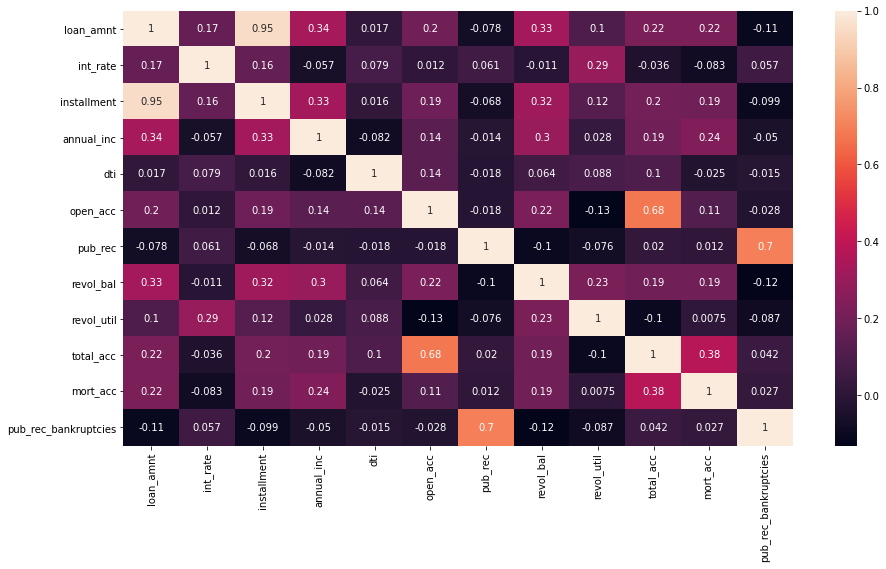 loan_amnt 1 0.17 0.95 0.34 0.017 0.2 -0.078 0.33 0.1 0.22 0.22 -0.11
int_rate 0.17 1 0.16 -0.057 0.079 0.012 0.061 -0.011 0.29 -0.036 -0.083 0.057
installment 0.95 0.16 1 0.33 0.016 0.19 -0.068 0.32 0.12 0.2 0.19 -0.099
annual_inc 0.34 -0.057 0.33 1 -0.082 0.14 -0.014 0.3 0.028 0.19 0.24 -0.05
dti 0.017 0.079 0.016 -0.082 1 0.14 -0.018 0.064 0.088 0.1 -0.025 -0.015
open_acc 0.2 0.012 0.19 0.14 0.14 1 -0.018 0.22 -0.13 0.68 0.11 -0.028
pub_rec -0.078 0.061 -0.068 -0.014 -0.018 -0.018 1 -0.1 -0.076 0.02 0.012 0.7
revol_bal 0.33 -0.011 0.32 0.3 0.064 0.22 -0.1 1 0.23 0.19 0.19 -0.12
revol_util 0.1 0.29 0.12 0.028 0.088 -0.13 -0.076 0.23 1 -0.1 0.0075 -0.087
total_acc 0.22 -0.036 0.2 0.19 0.1 0.68 0.02 0.19 -0.1 1 0.38 0.042
mort_acc 0.22 -0.083 0.19 0.24 -0.025 0.11 0.012 0.19 0.0075 0.38 1 0.027
pub_rec_bankruptcies -0.11 0.057 -0.099 -0.05 -0.015 -0.028 0.7 -0.12 -0.087 0.042 0.027 1
loan_amnt int_rate installment annual_inc dti open_acc pub_rec revol_bal revol_util total_acc mort_acc pub_rec_bankruptcies
1.0
0.8
0.6
0.4
0.2
0.0